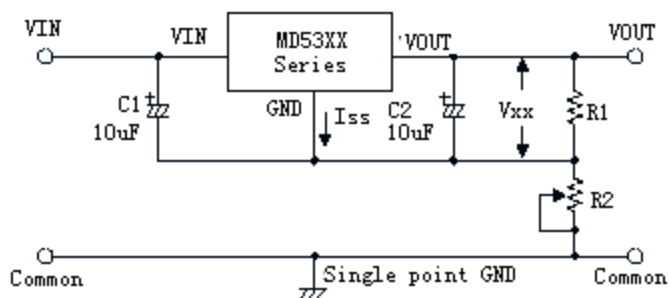 VIN
VIN
MD53XX
Series
VOUT
VOUT
GND
C1
10uF
Iss
C2
10uF
Vxx
R1
R2
Common
Single point GND
Common